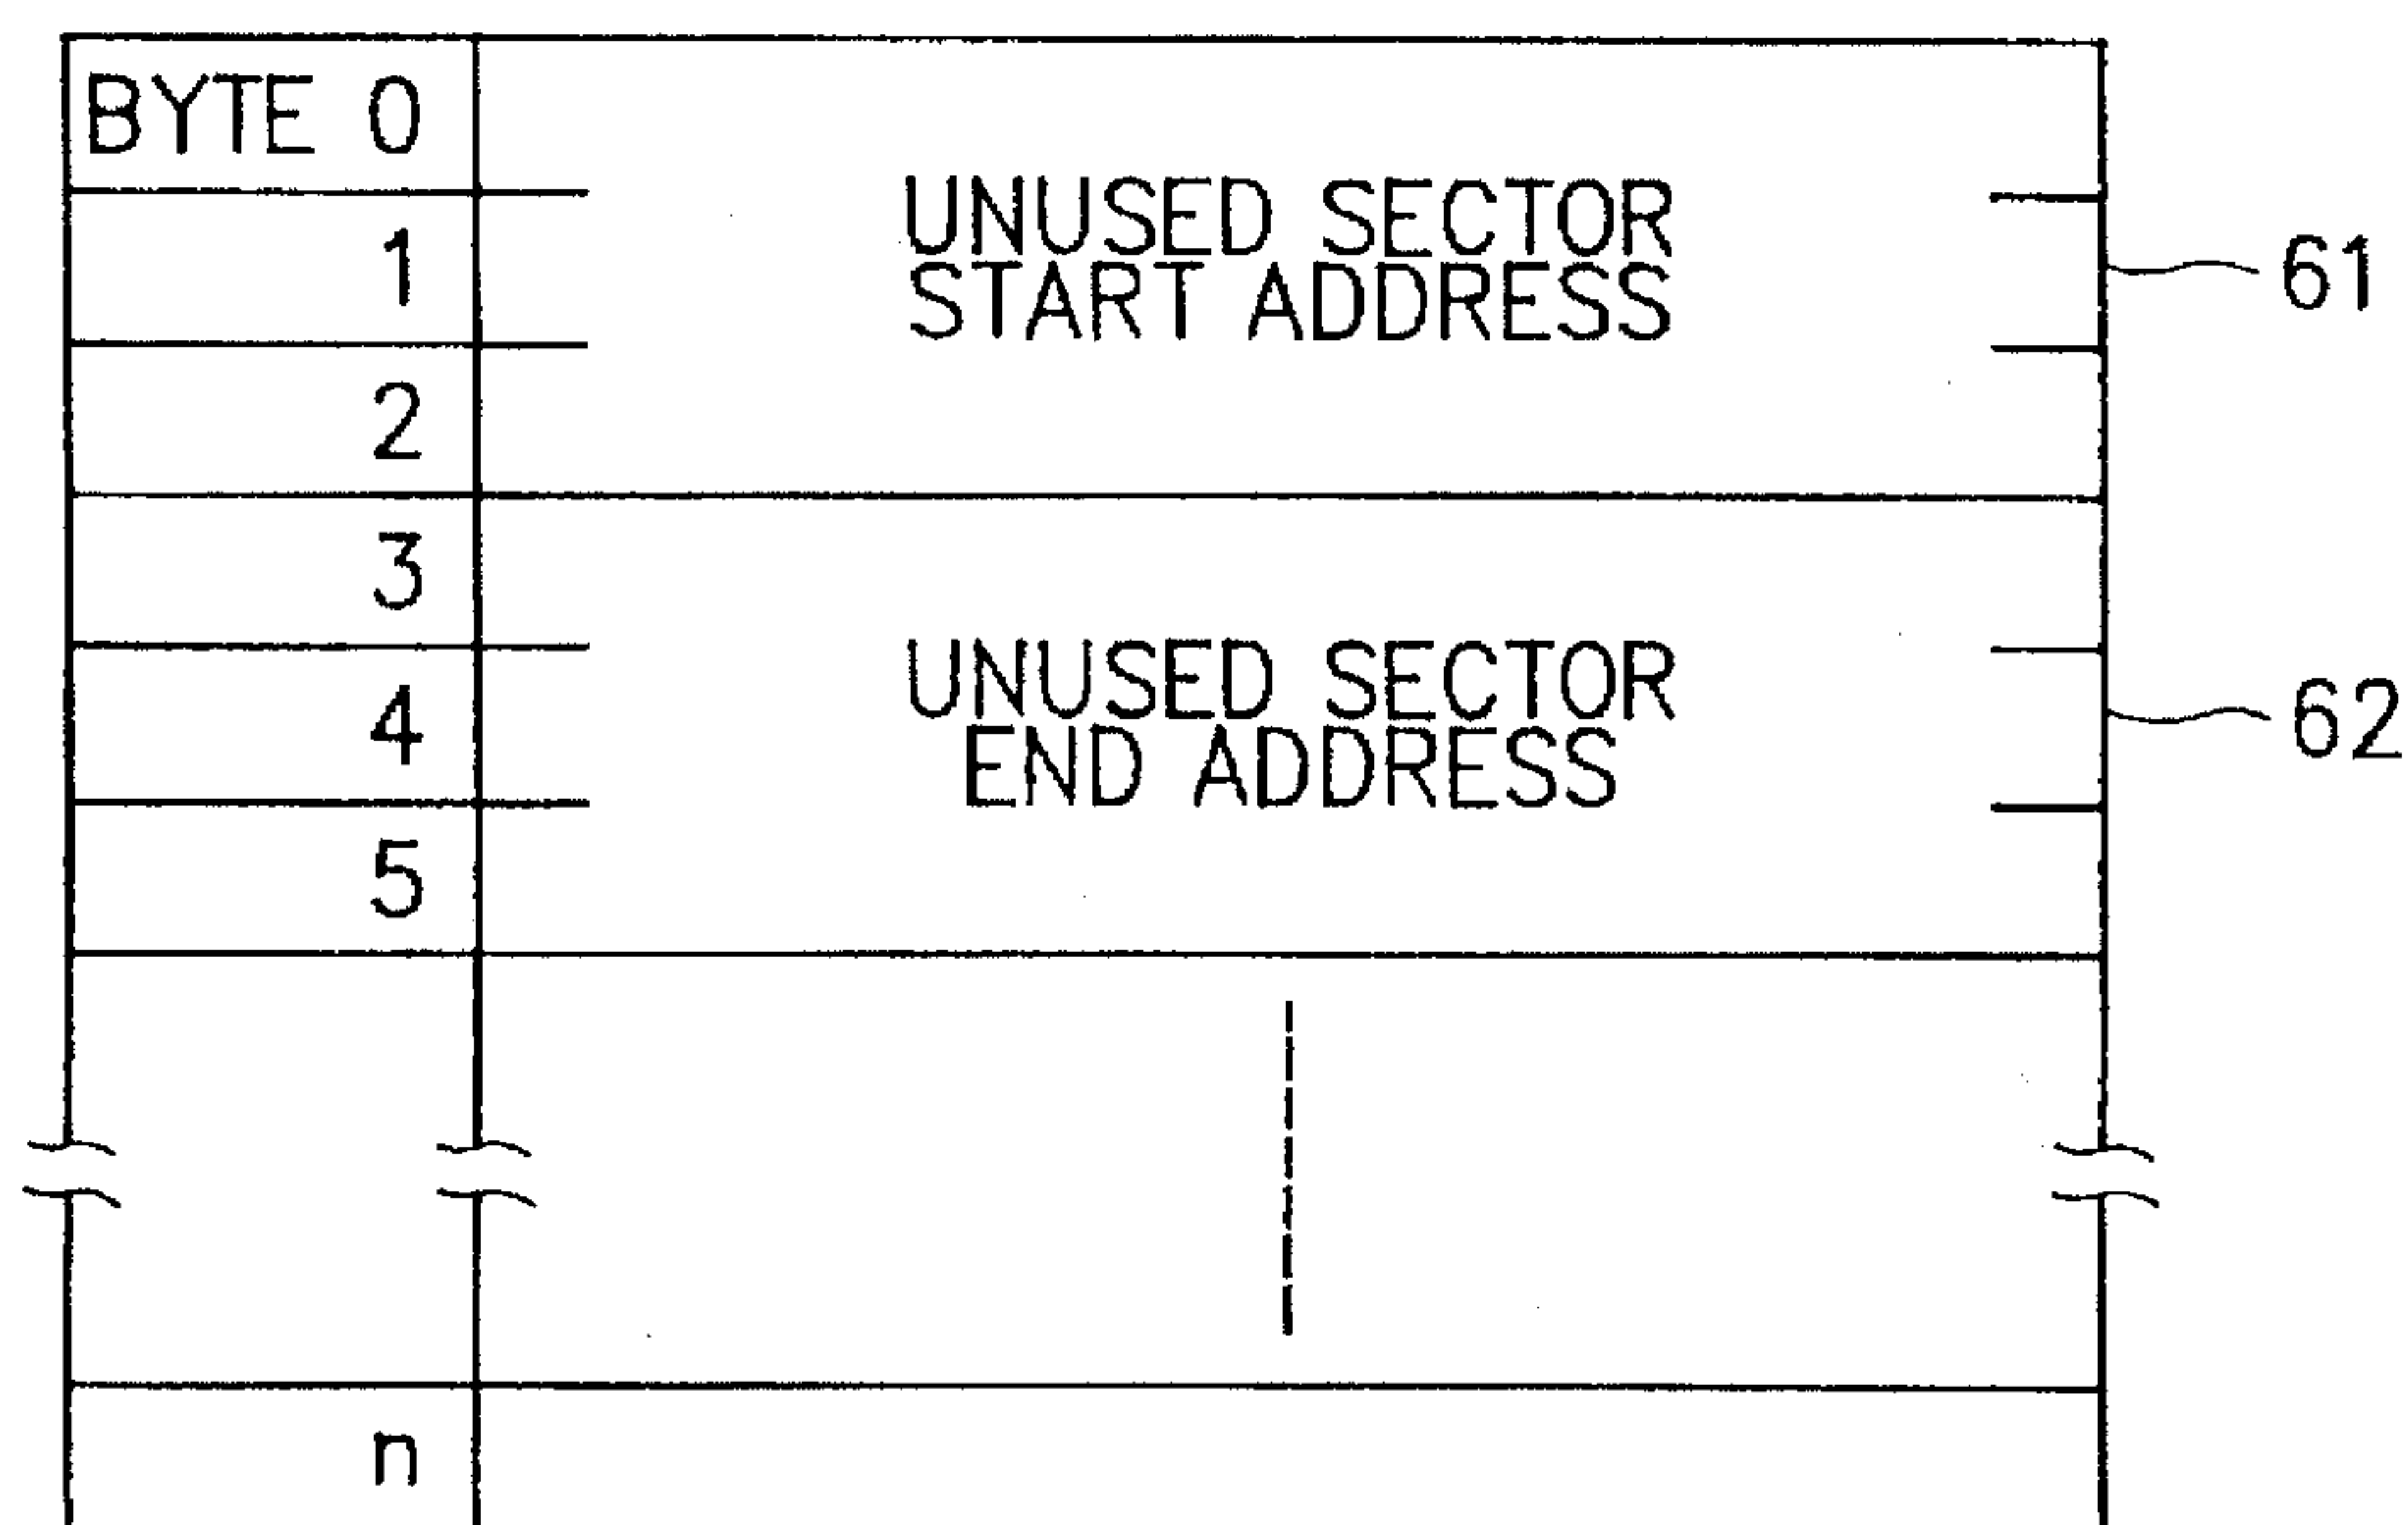 BYTE 0
1
2
UNUSED SECTOR
START ADDRESS
61
3
4
5
UNUSED SECTOR
END ADDRESS
62
n